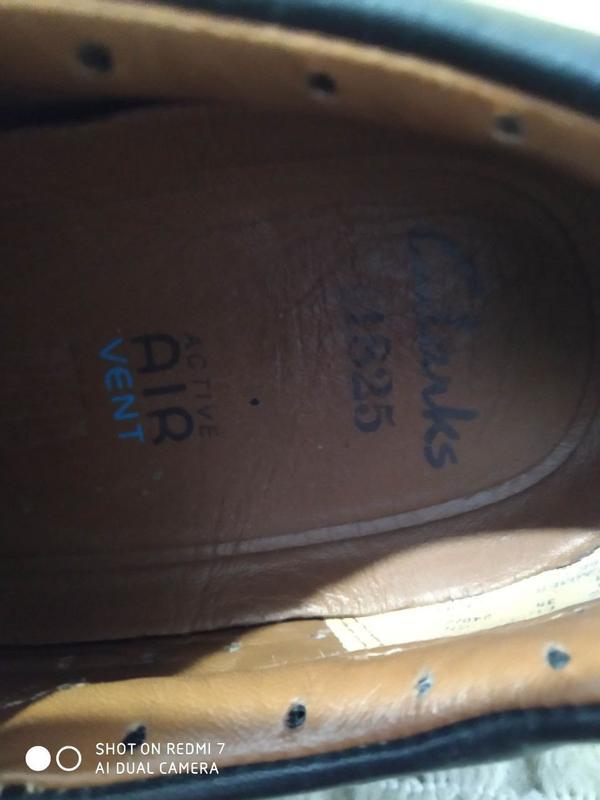 Clarks
1825
ACTIVE
AIR
VENT
SHOT ON REDMI 7
AI DUAL CAMERA